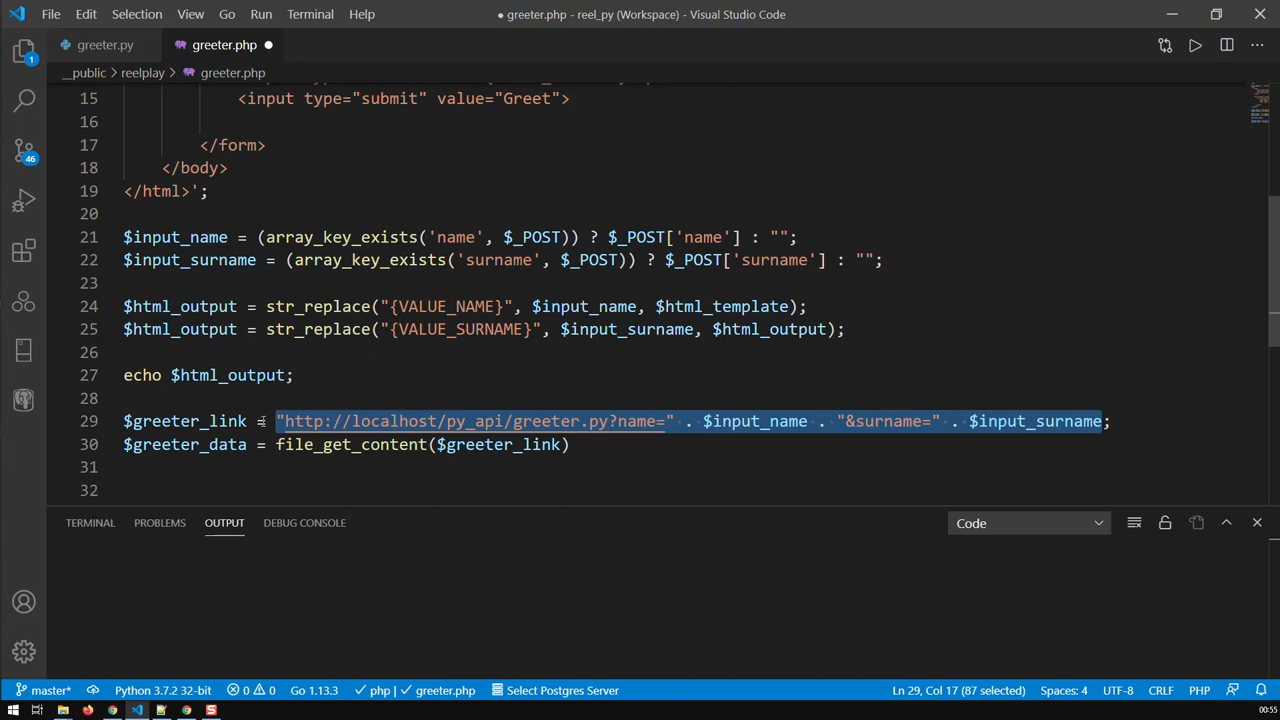 File Edit Selection View Go Run Terminal Help ● greeter.php - reel_py (Workspace) - Visual Studio Code
greeter.py greeter.php ●
__public > reelplay > greeter.php
15 <input type="submit" value="Greet">
16
17 </form>
18 </body>
19 </html>';
20
21 $input_name = (array_key_exists('name', $_POST)) ? $_POST['name'] : "";
22 $input_surname = (array_key_exists('surname', $_POST)) ? $_POST['surname'] : "";
23
24 $html_output = str_replace("{VALUE_NAME}", $input_name, $html_template);
25 $html_output = str_replace("{VALUE_SURNAME}", $input_surname, $html_output);
26
27 echo $html_output;
28
29 $greeter_link = "http://localhost/py_api/greeter.py?name=" . $input_name . "&surname=" . $input_surname;
30 $greeter_data = file_get_content($greeter_link)
31
32
TERMINAL PROBLEMS OUTPUT DEBUG CONSOLE Code
1
46
master* Python 3.7.2 32-bit 0 0 Go 1.13.3 php | greeter.php Select Postgres Server Ln 29, Col 17 (87 selected) Spaces: 4 UTF-8 CRLF PHP
00:55